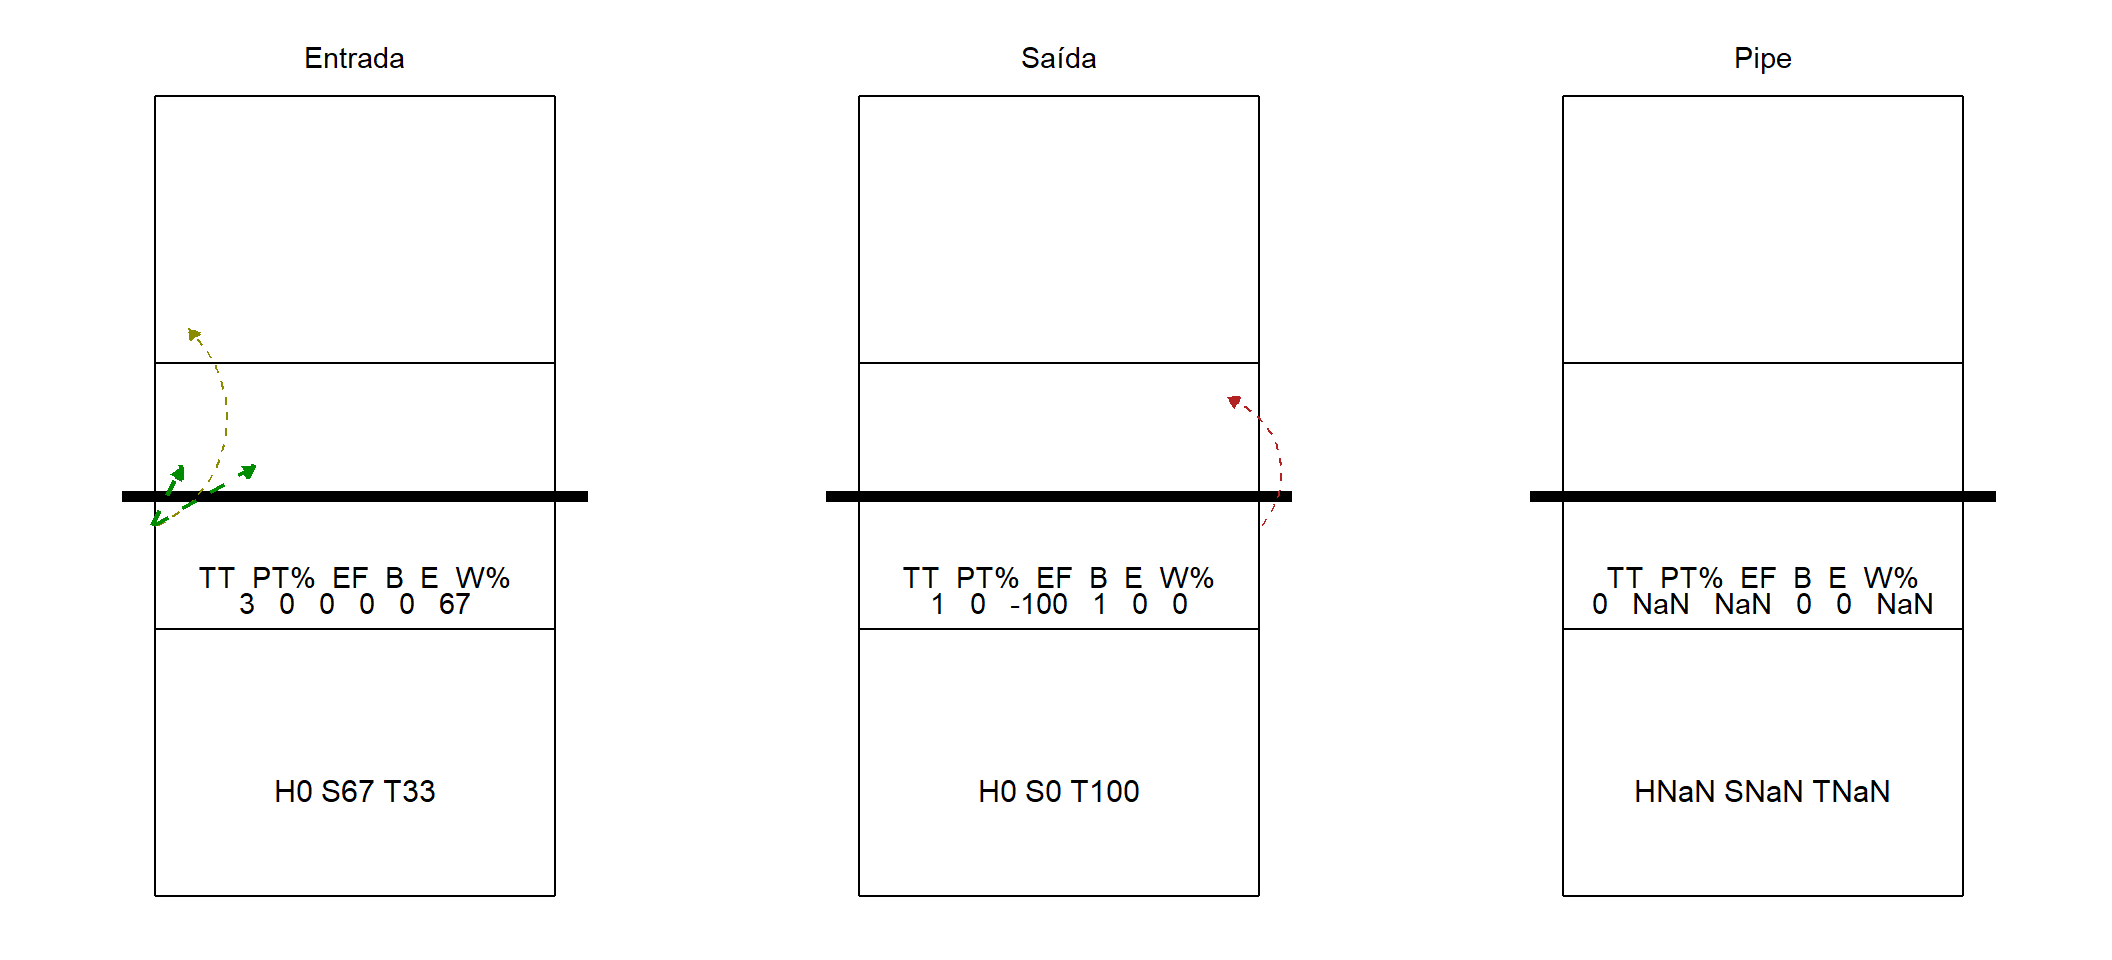 Entrada
TT PT% EF B E W%
3 0 0 0 0 67
H0 S67 T33
Saída
TT PT% EF B E W%
1 0 -100 1 0 0
H0 S0 T100
Pipe
TT PT% EF B E W%
0 NaN NaN 0 0 NaN
HNaN SNaN TNaN